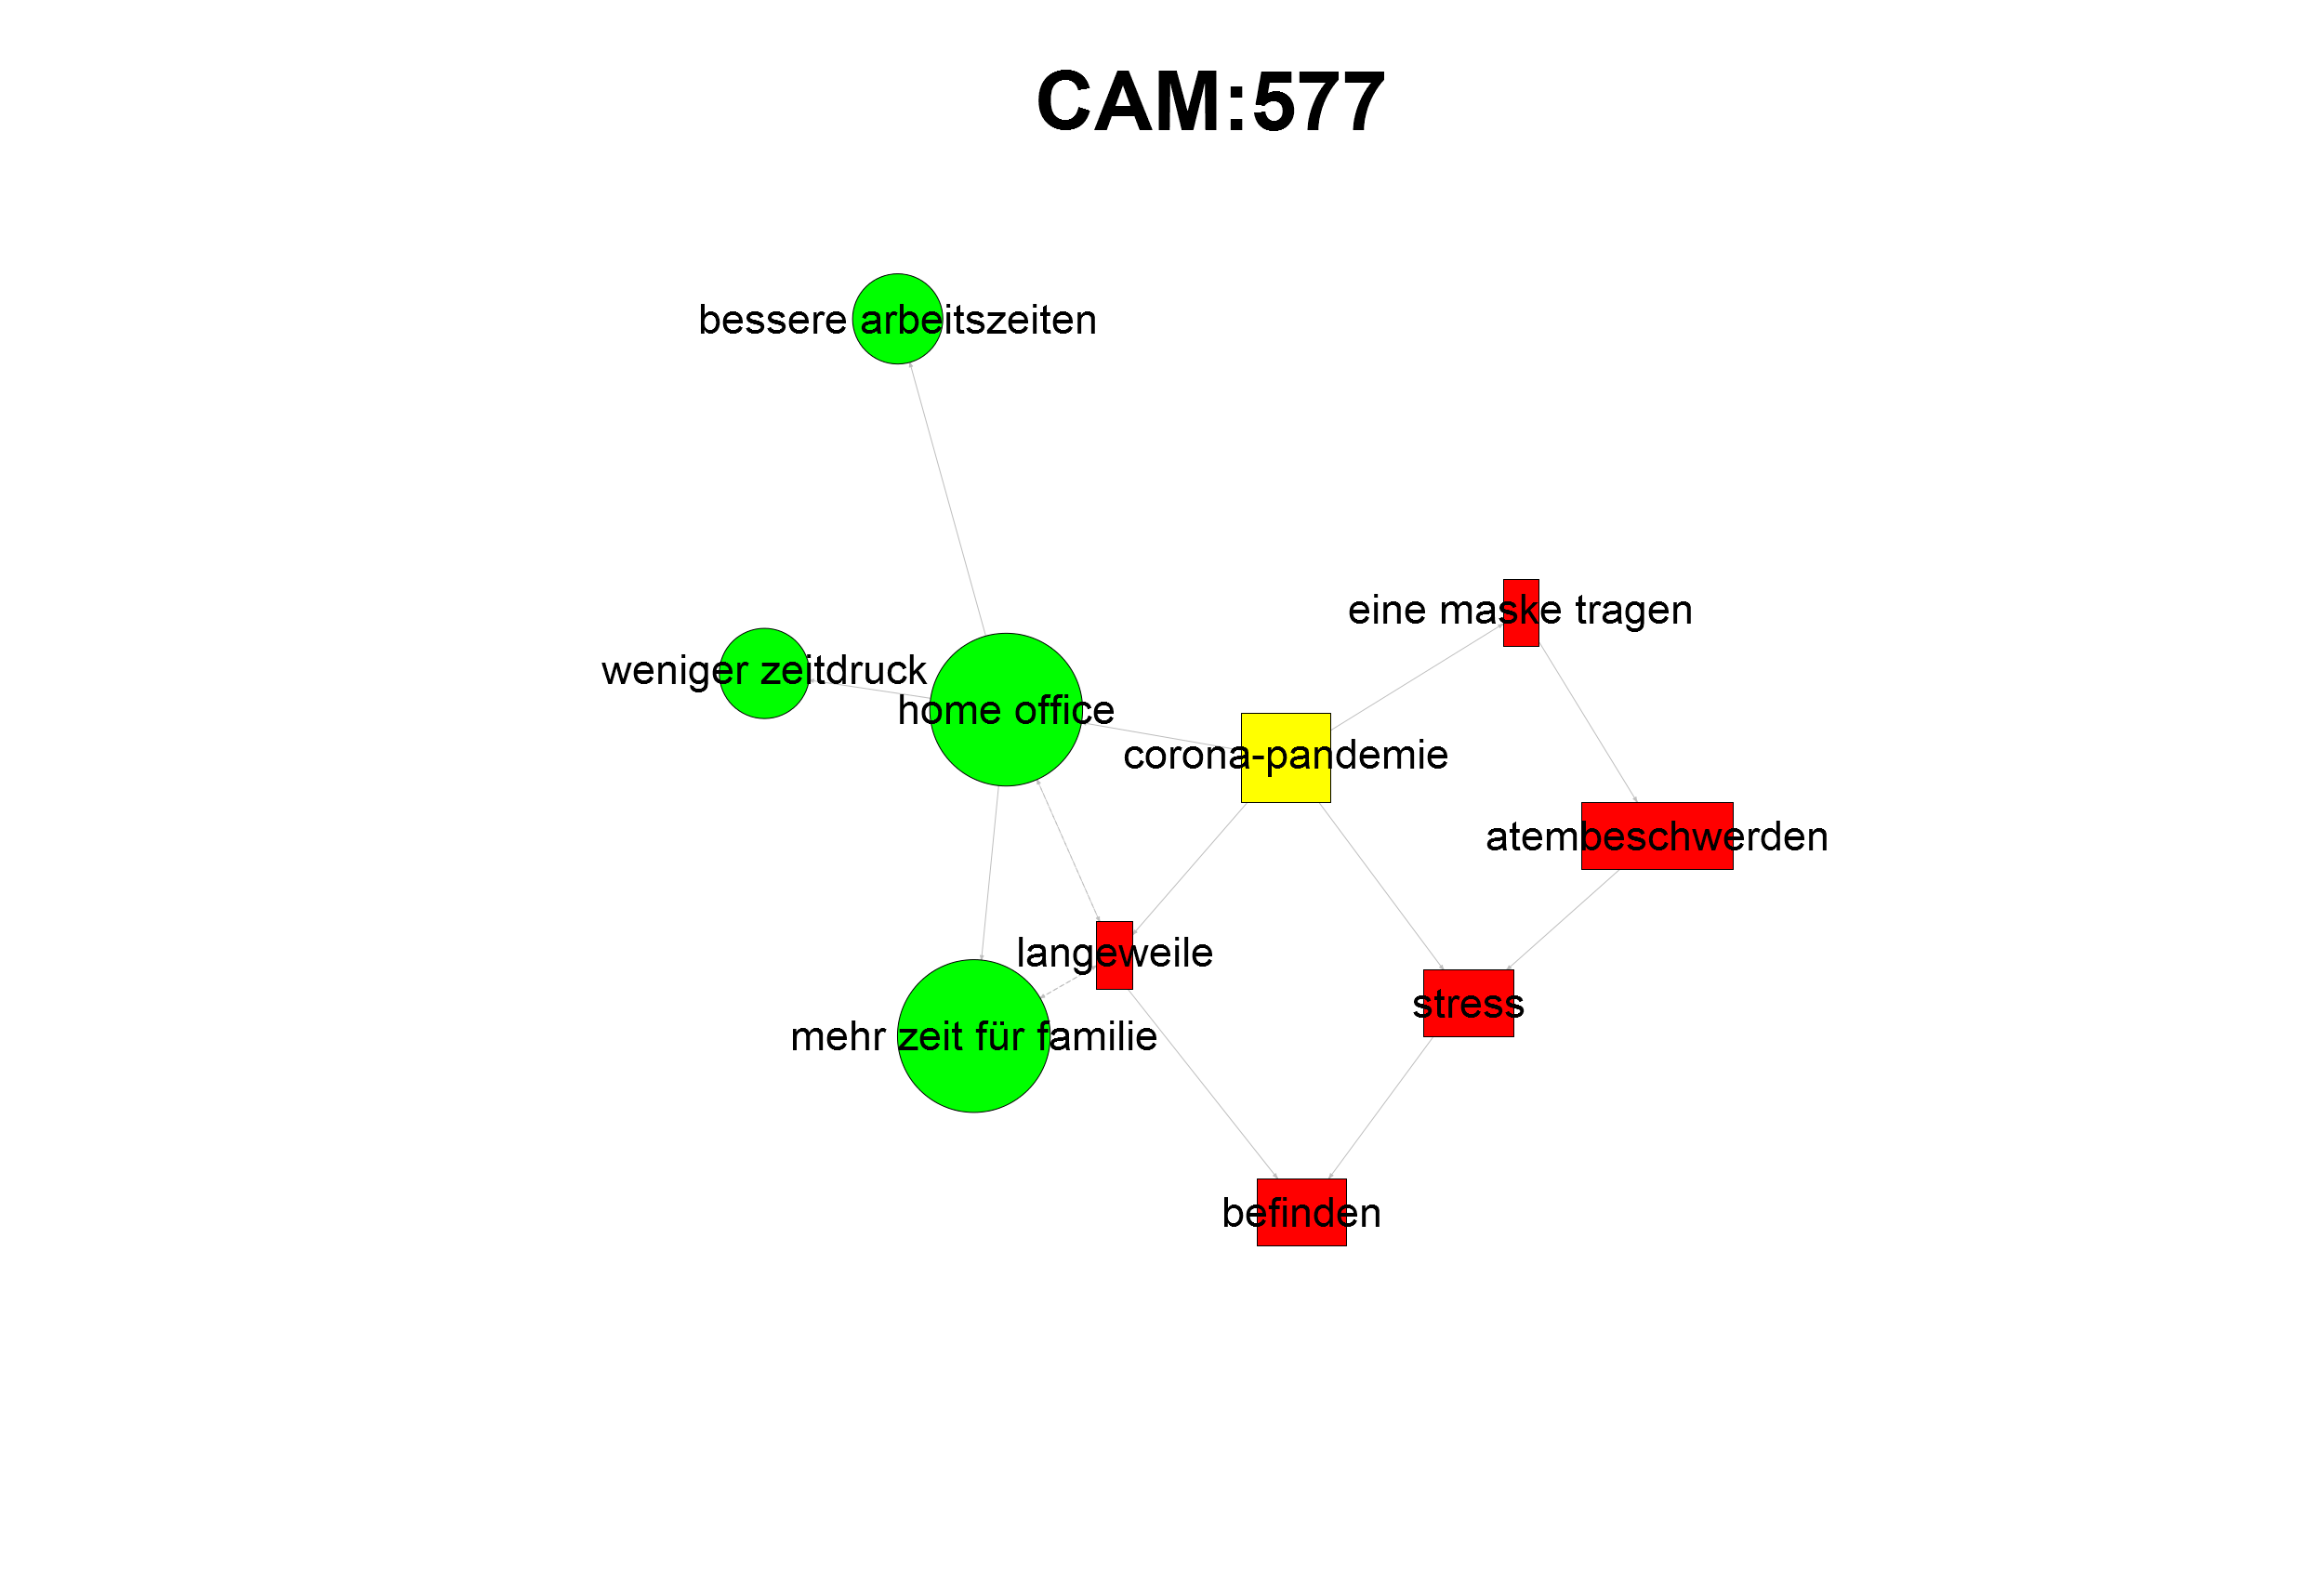 CAM:577
bessere arbeitszeiten
eine maske tragen
weniger zeitdruck
home office
corona-pandemie
atembeschwerden
langeweile
stress
mehr zeit für familie
befinden